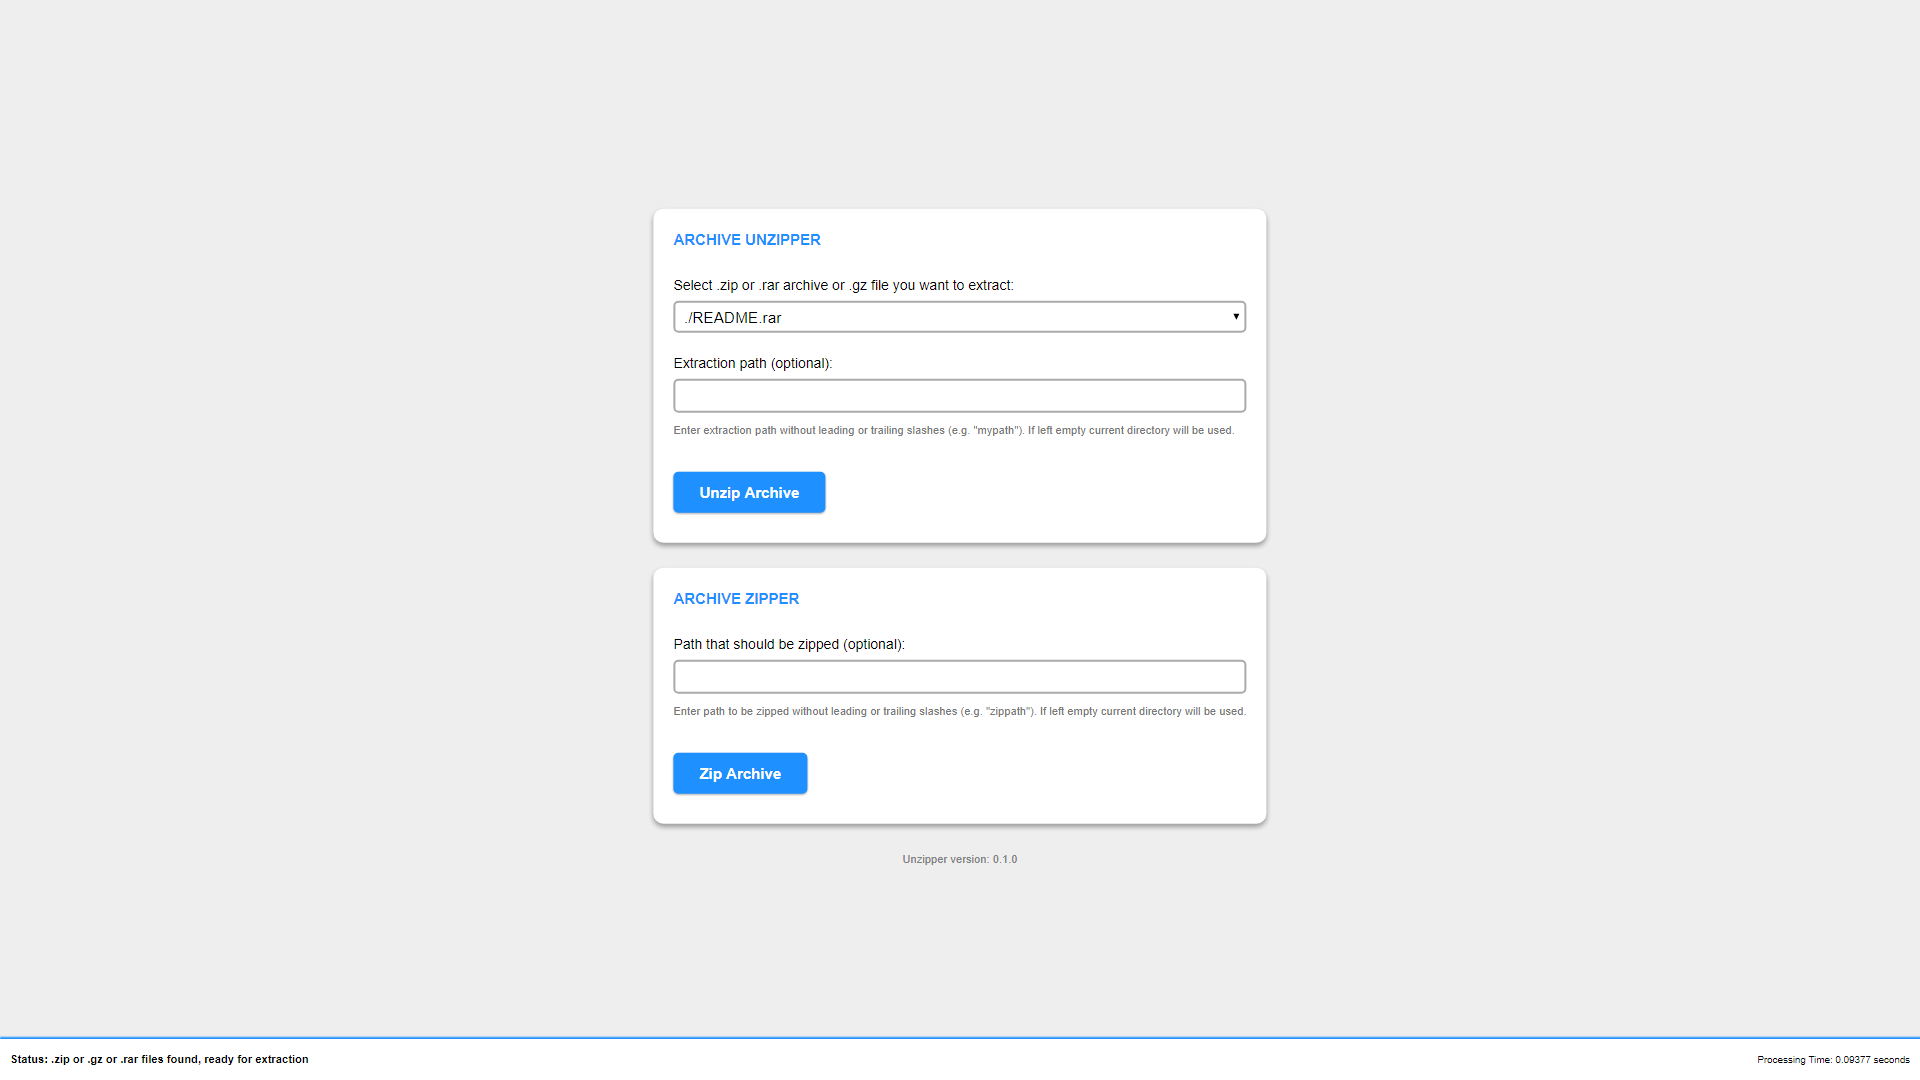 ARCHIVE UNZIPPER
Select .zip or .rar archive or .gz file you want to extract:
./README.rar
Extraction path (optional):
Enter extraction path without leading or trailing slashes (e.g. "mypath"). If left empty current directory will be used.
Unzip Archive
ARCHIVE ZIPPER
Path that should be zipped (optional):
Enter path to be zipped without leading or trailing slashes (e.g. "zippath"). If left empty current directory will be used.
Zip Archive
Unzipper version: 0.1.0
Status: .zip or .gz or .rar files found, ready for extraction
Processing Time: 0.09377 seconds